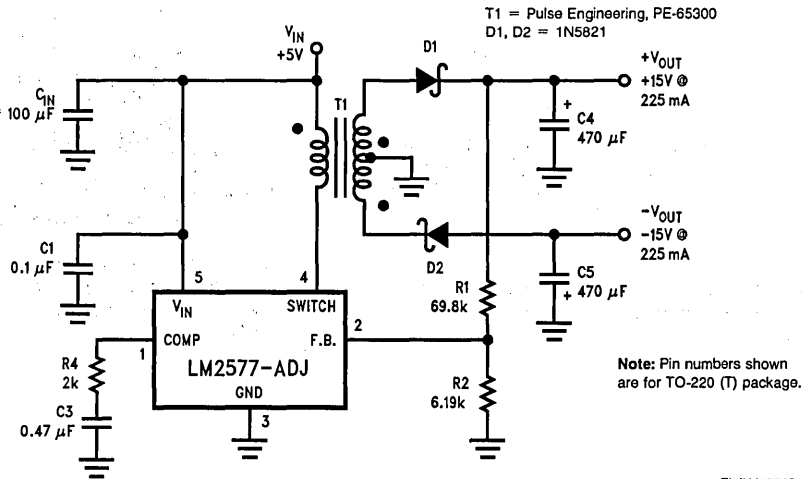 T1 = Pulse Engineering, PE-65300
D1, D2 = 1N5821
VIN
+5V
D1
+VOUT
+15V @
225 mA
CIN
100 µF
T1
+
C4
470 µF
-VOUT
-15V @
225 mA
C1
0.1 µF
D2
C5
470 µF
+
5
4
VIN
SWITCH
R1
69.8k
COMP
F.B.
2
1
LM2577-ADJ
GND
3
R4
2k
C3
0.47 µF
R2
6.19k
Note: Pin numbers shown
are for TO-220 (T) package.